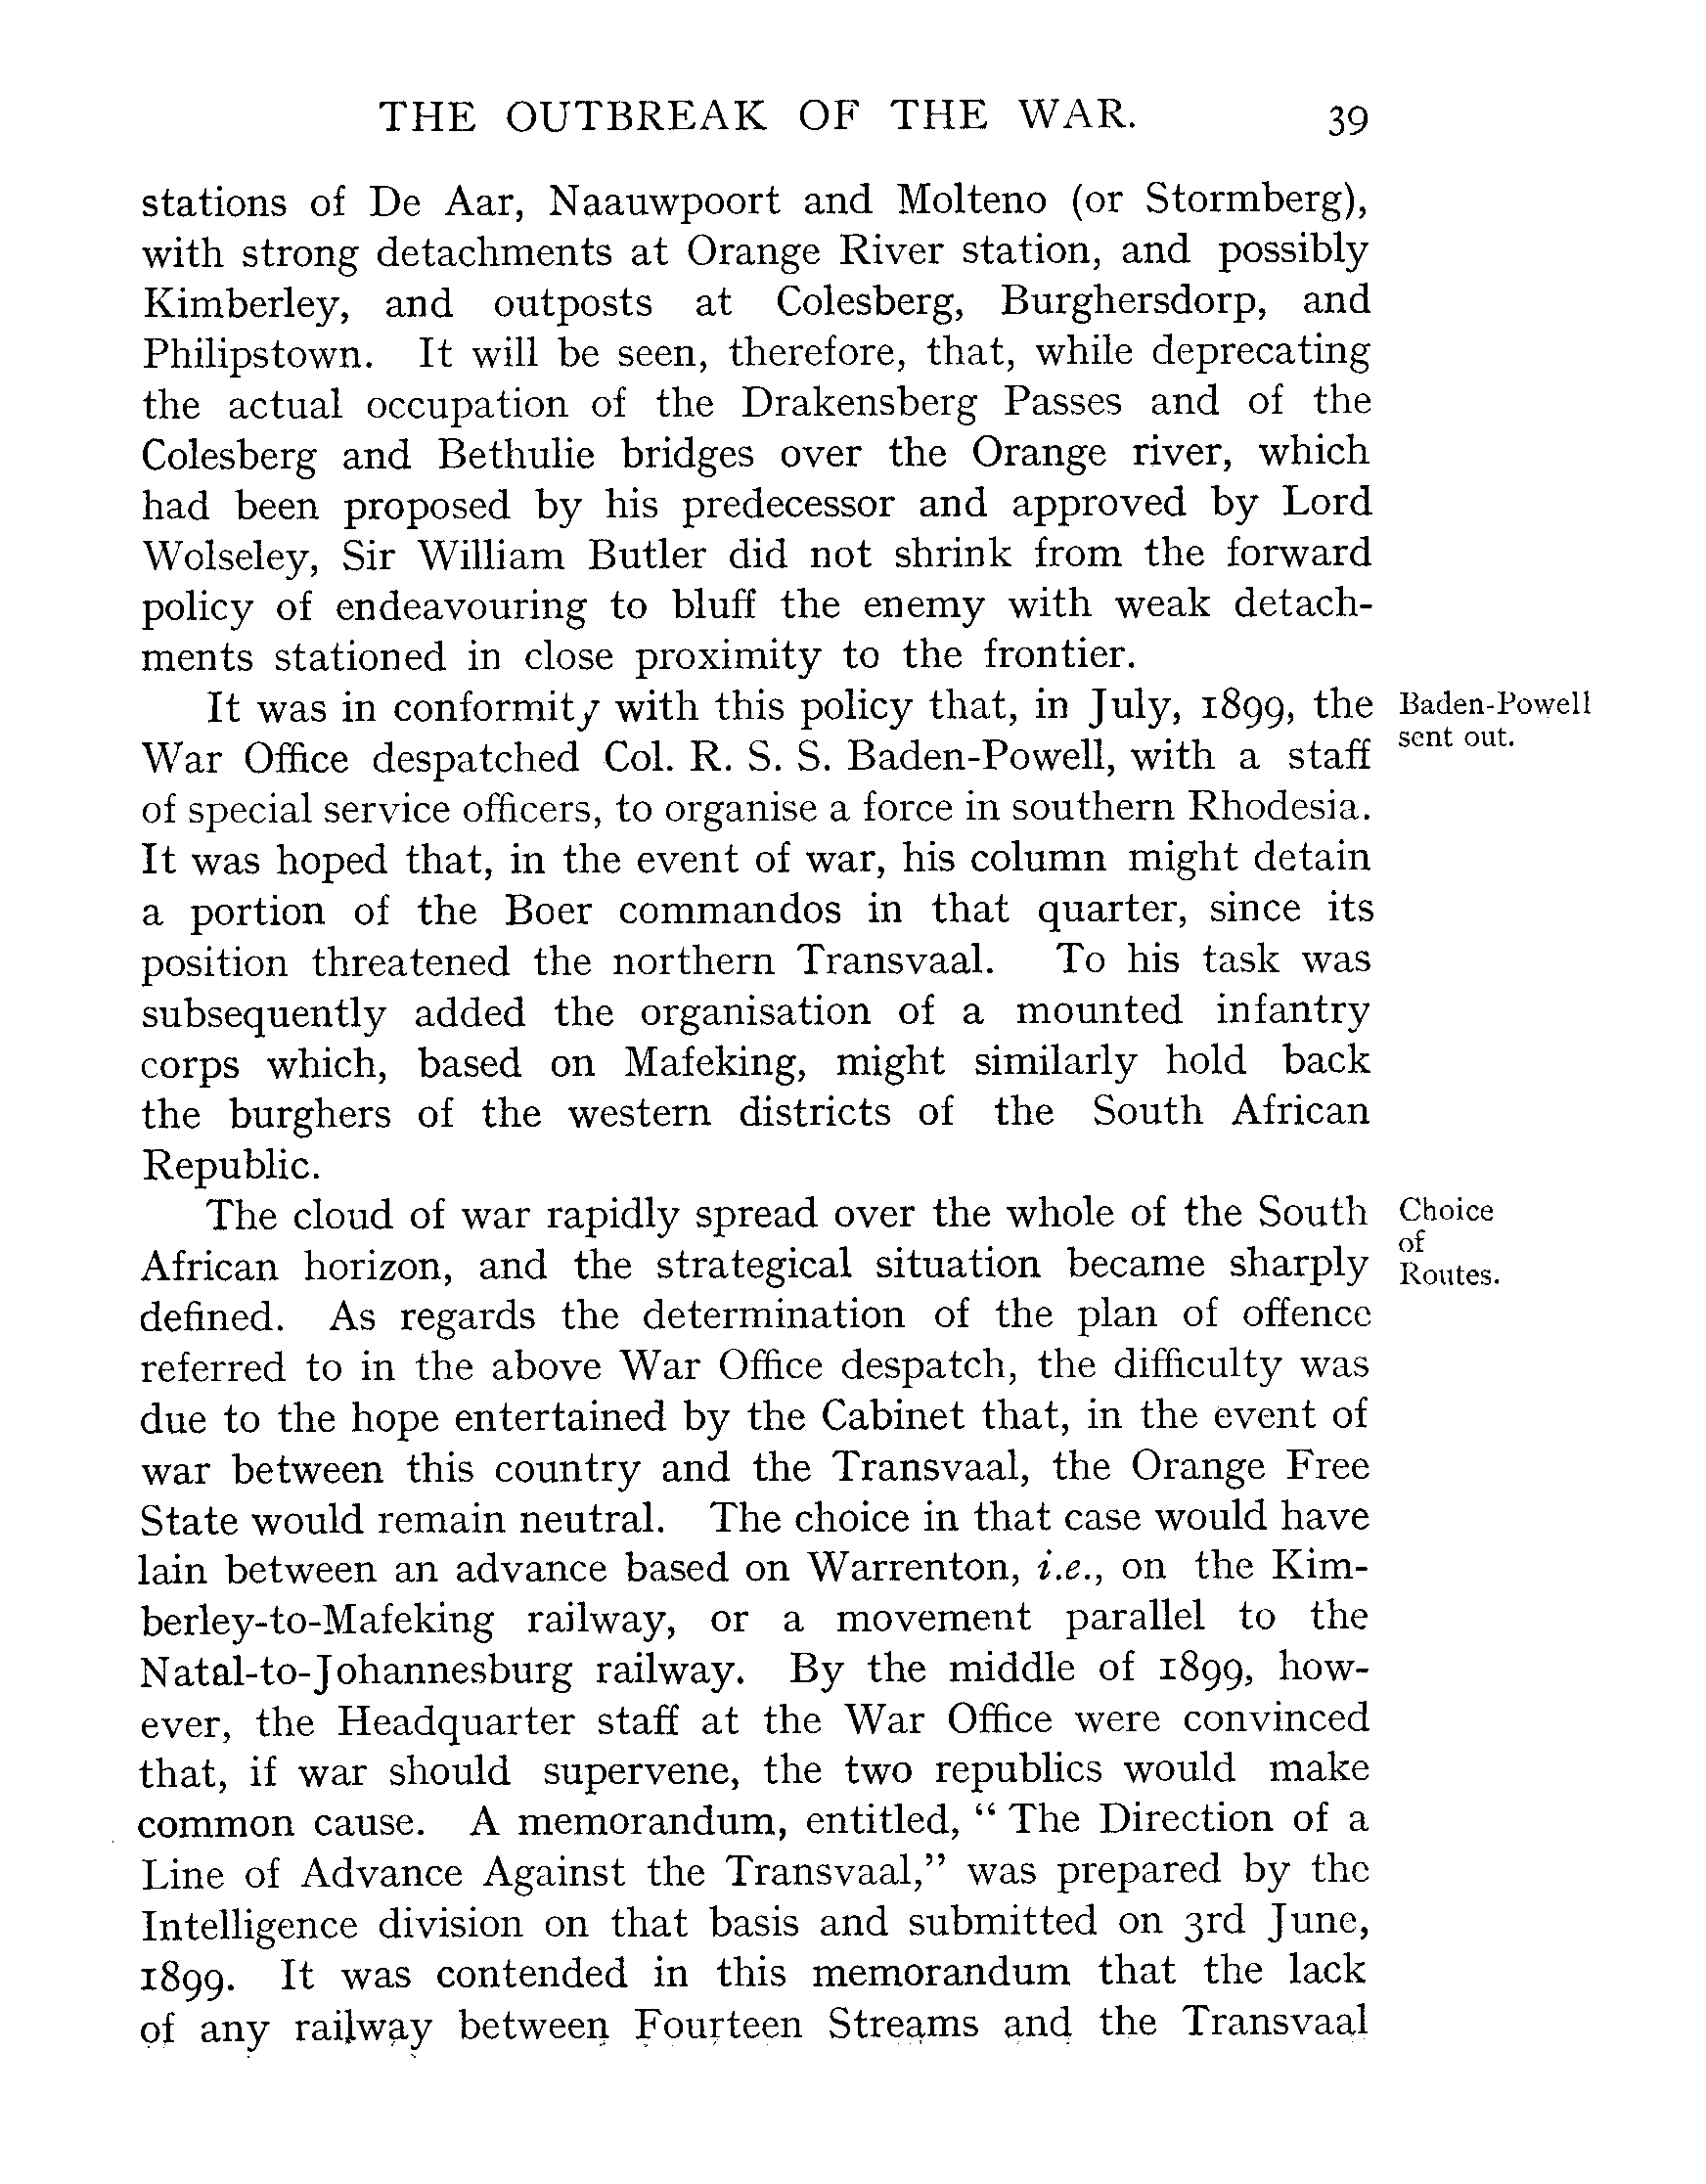 THE OUTBREAK OF THE WAR. 39
stations of De Aar, Naauwpoort and Molteno (or Stormberg),
with strong detachments at Orange River station, and possibly
Kimberley, and outposts at Colesberg, Burghersdorp, and
Philipstown. It will be seen, therefore, that, while deprecating
the actual occupation of the Drakensberg Passes and of the
Colesberg and Bethulie bridges over the Orange river, which
had been proposed by his predecessor and approved by Lord
Wolseley, Sir William Butler did not shrink from the forward
policy of endeavouring to bluff the enemy with weak detach-
ments stationed in close proximity to the frontier.
It was in conformity with this policy that, in July, 1899, the
War Office despatched Col. R. S. S. Baden-Powell, with a staff
of special service officers, to organise a force in southern Rhodesia.
It was hoped that, in the event of war, his column might detain
a portion of the Boer commandos in that quarter, since its
position threatened the northern Transvaal. To his task was
subsequently added the organisation of a mounted infantry
corps which, based on Mafeking, might similarly hold back
the burghers of the western districts of the South African
Republic.
Baden-Powell
sent out.
The cloud of war rapidly spread over the whole of the South
African horizon, and the strategical situation became sharply
defined. As regards the determination of the plan of offence
referred to in the above War Office despatch, the difficulty was
due to the hope entertained by the Cabinet that, in the event of
war between this country and the Transvaal, the Orange Free
State would remain neutral. The choice in that case would have
lain between an advance based on Warrenton, i.e., on the Kim-
berley-to-Mafeking railway, or a movement parallel to the
Natal-to-Johannesburg railway. By the middle of 1899, how-
ever, the Headquarter staff at the War Office were convinced
that, if war should supervene, the two republics would make
common cause. A memorandum, entitled, “ The Direction of a
Line of Advance Against the Transvaal,” was prepared by the
Intelligence division on that basis and submitted on 3rd June,
1899. It was contended in this memorandum that the lack
of any railway between Fourteen Streams and the Transvaal
Choice
of
Routes.